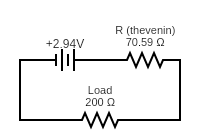 R (thevenin)
+2.94V
70.59 Ω
Load
200 Ω